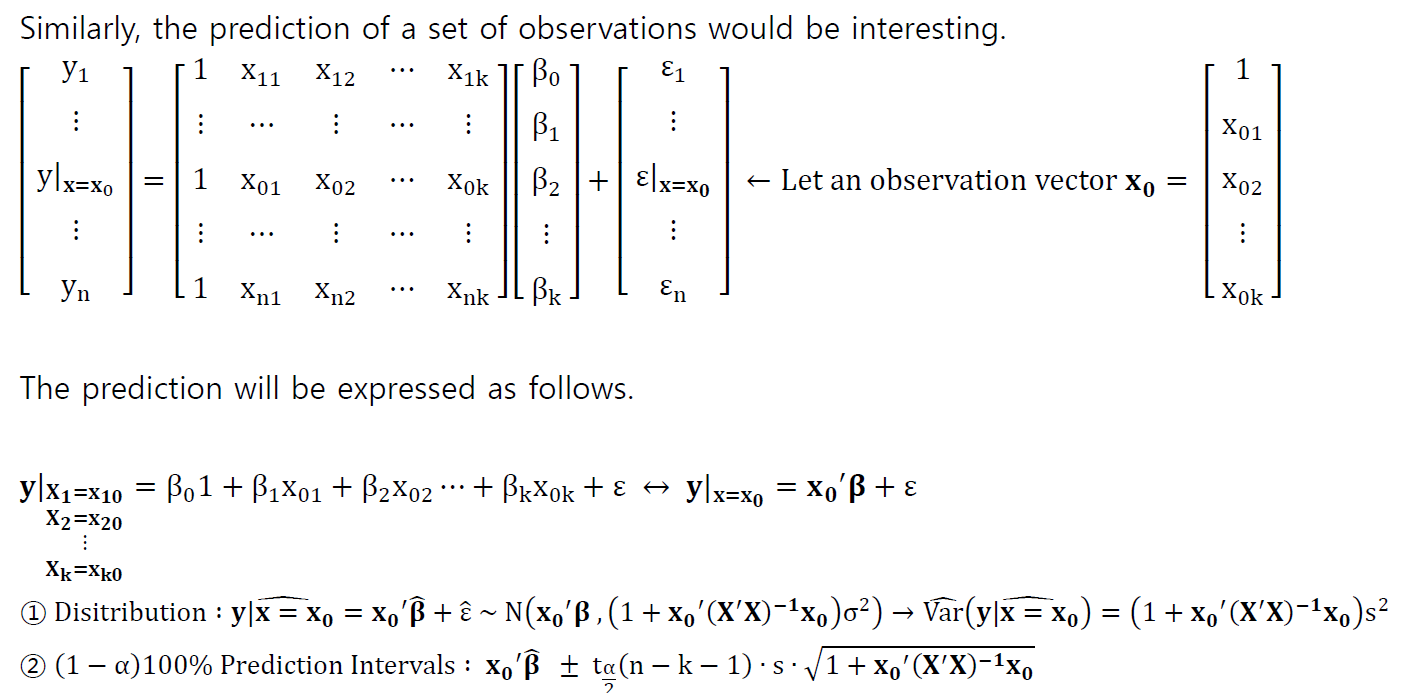 Similarly, the prediction of a set of observations would be interesting.
[y₁ ⋮ y|ₓ₌ₓ₀ ⋮ yₙ] = [1 x₁₁ x₁₂ ⋯ x₁ₖ
⋮ ⋯ ⋮ ⋯ ⋮
1 x₀₁ x₀₂ ⋯ x₀ₖ
⋮ ⋯ ⋮ ⋯ ⋮
1 xₙ₁ xₙ₂ ⋯ xₙₖ] [β₀ β₁ β₂ ⋮ βₖ] + [ε₁ ⋮ ε|ₓ₌ₓ₀ ⋮ εₙ] ← Let an observation vector x₀ = [1 x₀₁ x₀₂ ⋮ x₀ₖ]
The prediction will be expressed as follows.
y|x₁=x₁₀ = β₀1 + β₁x₀₁ + β₂x₀₂ ⋯ + βₖx₀ₖ + ε ↔ y|ₓ₌ₓ₀ = x₀′β + ε
x₂=x₂₀
⋮
xₖ=xₖ₀
① Disitribution : y|x̂ = x₀ = x₀′β̂ + ε̂ ~ N(x₀′β , (1 + x₀′(X′X)⁻¹x₀)σ²) → V̂ar(y|x̂ = x₀) = (1 + x₀′(X′X)⁻¹x₀)s²
② (1 − α)100% Prediction Intervals : x₀′β̂ ± t_(α/2)(n − k − 1) · s · √(1 + x₀′(X′X)⁻¹x₀)